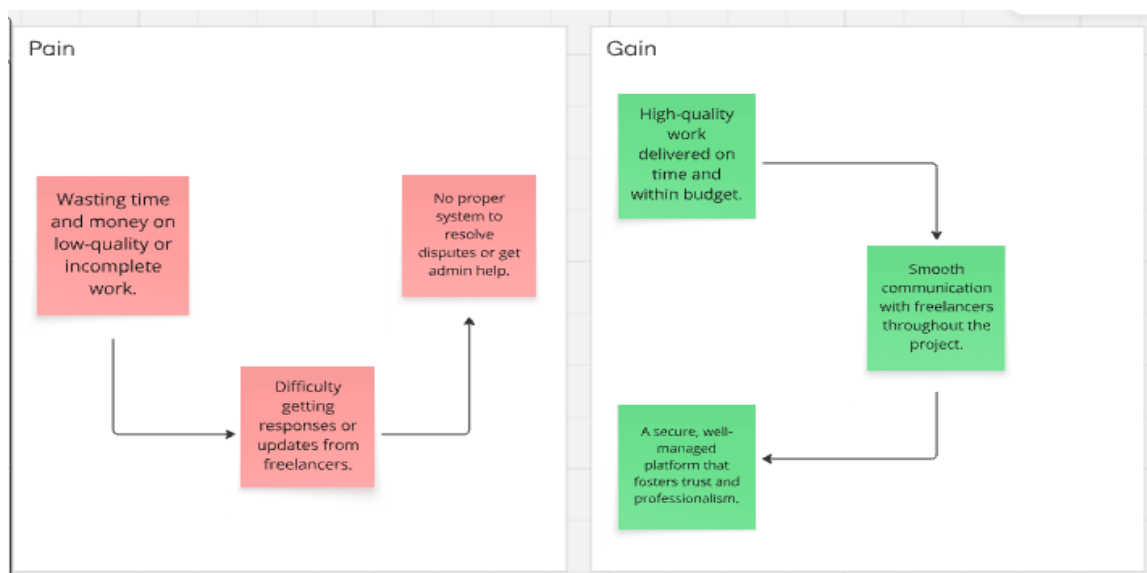 Pain
Wasting time
and money on
low-quality or
incomplete
work.
Difficulty
getting
responses or
updates from
freelancers.
No proper
system to
resolve
disputes or get
admin help.
Gain
High-quality
work
delivered on
time and
within budget.
Smooth
communication
with freelancers
throughout the
project.
A secure, well-
managed
platform that
fosters trust and
professionalism.